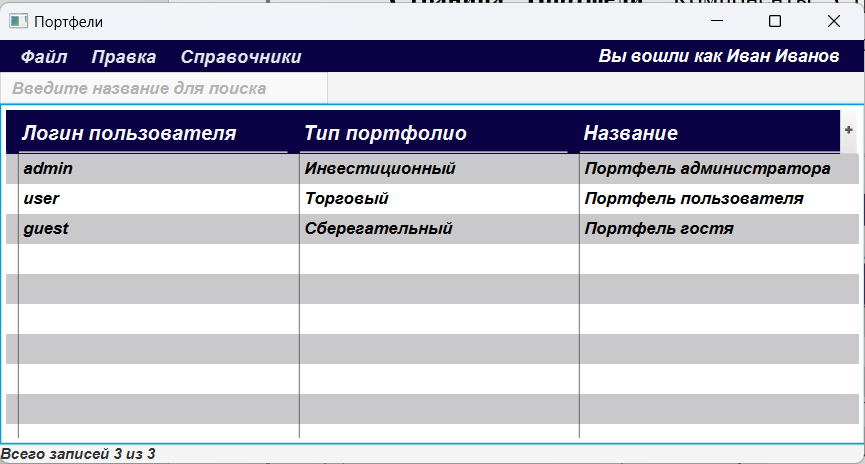 Портфели
Файл Правка Справочники Вы вошли как Иван Иванов
Введите название для поиска
Логин пользователя Тип портфолио Название +
admin Инвестиционный Портфель администратора
user Торговый Портфель пользователя
guest Сберегательный Портфель гостя
Всего записей 3 из 3